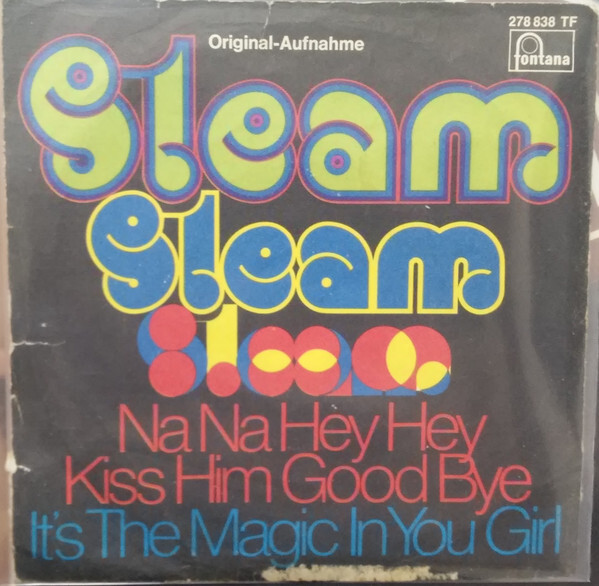 278 838 TF
Original-Aufnahme
fontana
Steam
Steam
Steam
Na Na Hey Hey
Kiss Him Good Bye
It's The Magic In You Girl